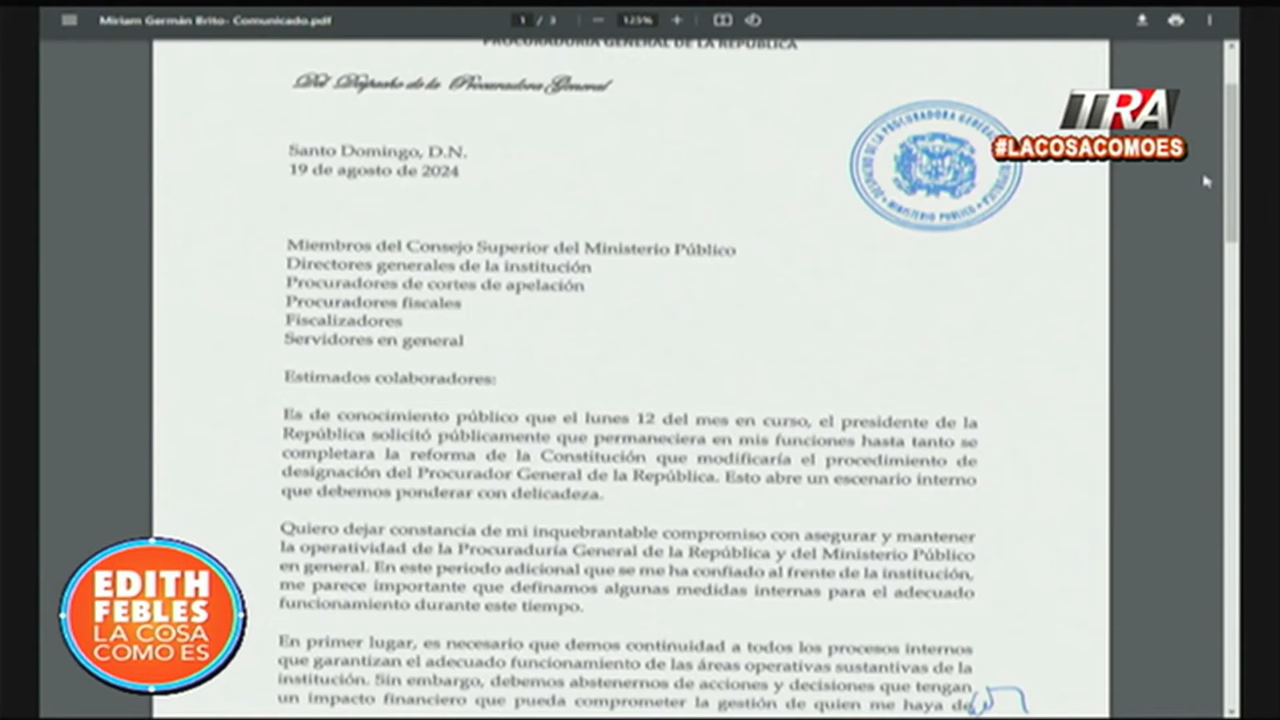 Miriam Germán Brito- Comunicado.pdf
1 / 3
125%
PROCURADURÍA GENERAL DE LA REPÚBLICA
Del Despacho de la Procuradora General
TRA
#LACOSACOMOES
DESPACHO DE LA PROCURADORA GENERAL
MINISTERIO PÚBLICO
Santo Domingo, D.N.
19 de agosto de 2024
Miembros del Consejo Superior del Ministerio Público
Directores generales de la institución
Procuradores de cortes de apelación
Procuradores fiscales
Fiscalizadores
Servidores en general
Estimados colaboradores:
Es de conocimiento público que el lunes 12 del mes en curso, el presidente de la
República solicitó públicamente que permaneciera en mis funciones hasta tanto se
completara la reforma de la Constitución que modificaría el procedimiento de
designación del Procurador General de la República. Esto abre un escenario interno
que debemos ponderar con delicadeza.
Quiero dejar constancia de mi inquebrantable compromiso con asegurar y mantener
la operatividad de la Procuraduría General de la República y del Ministerio Público
en general. En este periodo adicional que se me ha confiado al frente de la institución,
me parece importante que definamos algunas medidas internas para el adecuado
funcionamiento durante este tiempo.
En primer lugar, es necesario que demos continuidad a todos los procesos internos
que garantizan el adecuado funcionamiento de las áreas operativas sustantivas de la
institución. Sin embargo, debemos abstenernos de acciones y decisiones que tengan
un impacto financiero que pueda comprometer la gestión de quien me haya de
EDITH
FEBLES
LA COSA
COMO ES